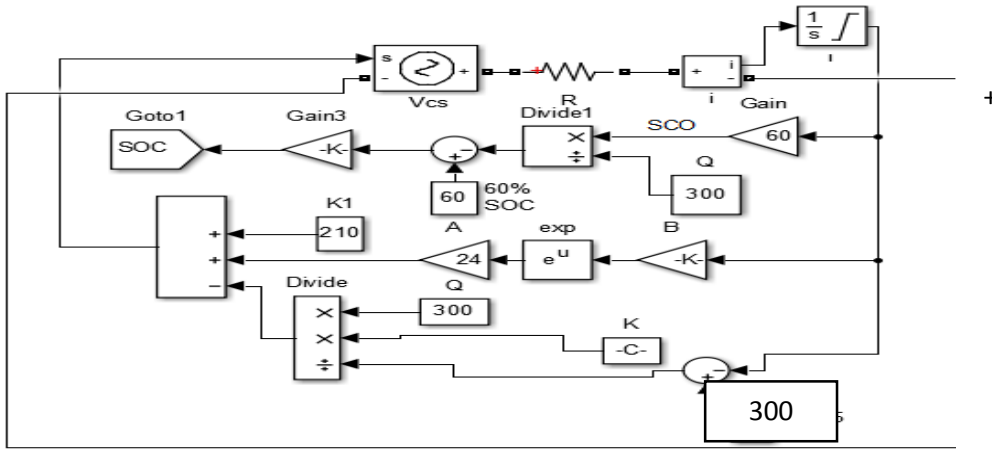 1
s
s
-
+
Vcs
R
+
i
-
i
+
Goto1
SOC
Gain3
-K-
Divide1
×
÷
SCO
Gain
60
+
−
60
60%
SOC
A
Q
300
B
K1
210
+
+
−
24
exp
e^u
-K-
Divide
×
×
÷
Q
300
K
-C-
+
−
300